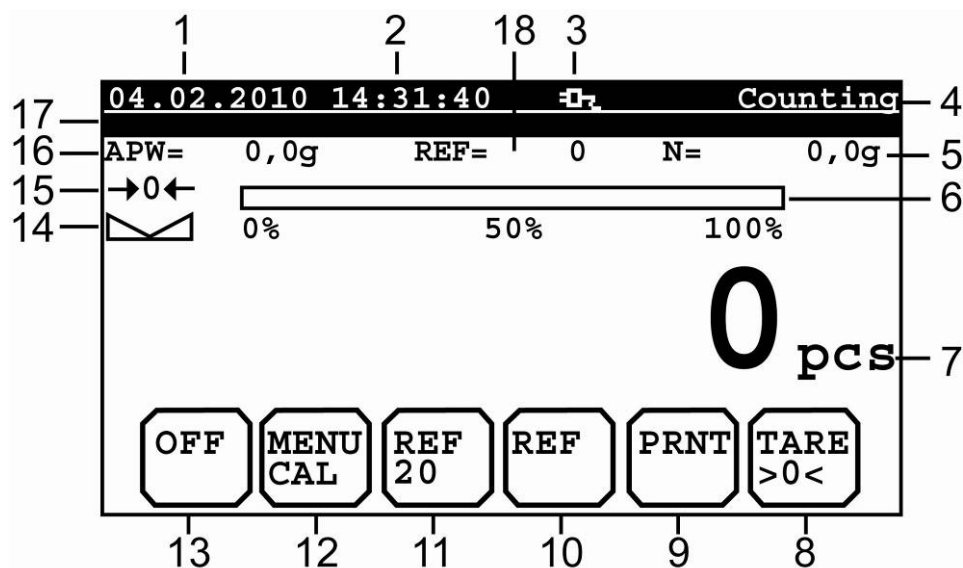 1 2 18 3
04.02.2010 14:31:40 Counting 4
17
16 APW= 0,0g REF= 0 N= 0,0g 5
15 →0← 6
14 0% 50% 100%
0 pcs 7
OFF MENU REF REF PRNT TARE
CAL 20 >0<
13 12 11 10 9 8